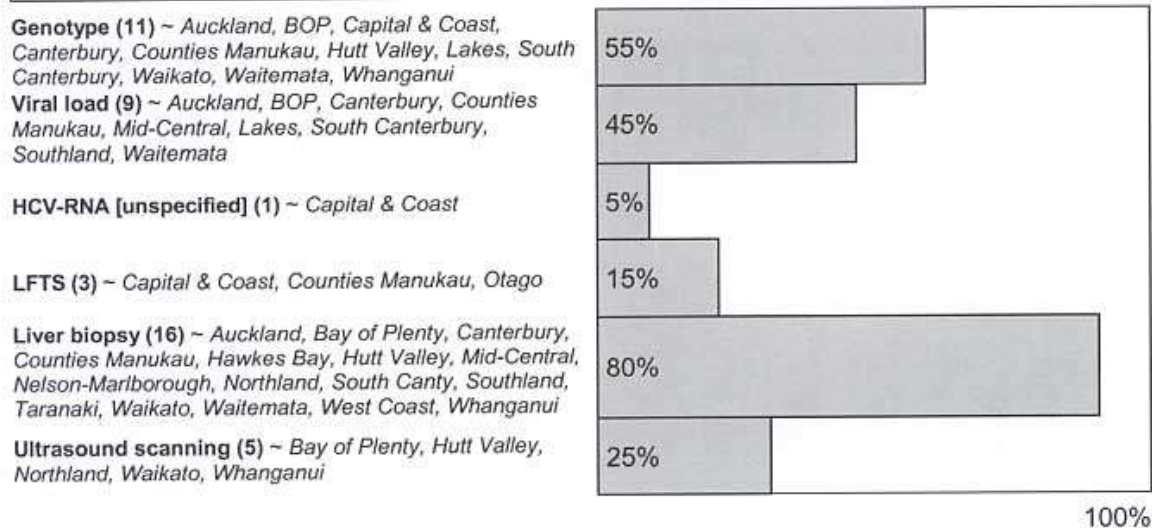 Genotype (11) ~ Auckland, BOP, Capital & Coast,
Canterbury, Counties Manukau, Hutt Valley, Lakes, South
Canterbury, Waikato, Waitemata, Whanganui
55%
Viral load (9) ~ Auckland, BOP, Canterbury, Counties
Manukau, Mid-Central, Lakes, South Canterbury,
Southland, Waitemata
45%
HCV-RNA [unspecified] (1) ~ Capital & Coast
5%
LFTS (3) ~ Capital & Coast, Counties Manukau, Otago
15%
Liver biopsy (16) ~ Auckland, Bay of Plenty, Canterbury,
Counties Manukau, Hawkes Bay, Hutt Valley, Mid-Central,
Nelson-Marlborough, Northland, South Canty, Southland,
Taranaki, Waikato, Waitemata, West Coast, Whanganui
80%
Ultrasound scanning (5) ~ Bay of Plenty, Hutt Valley,
Northland, Waikato, Whanganui
25%
100%